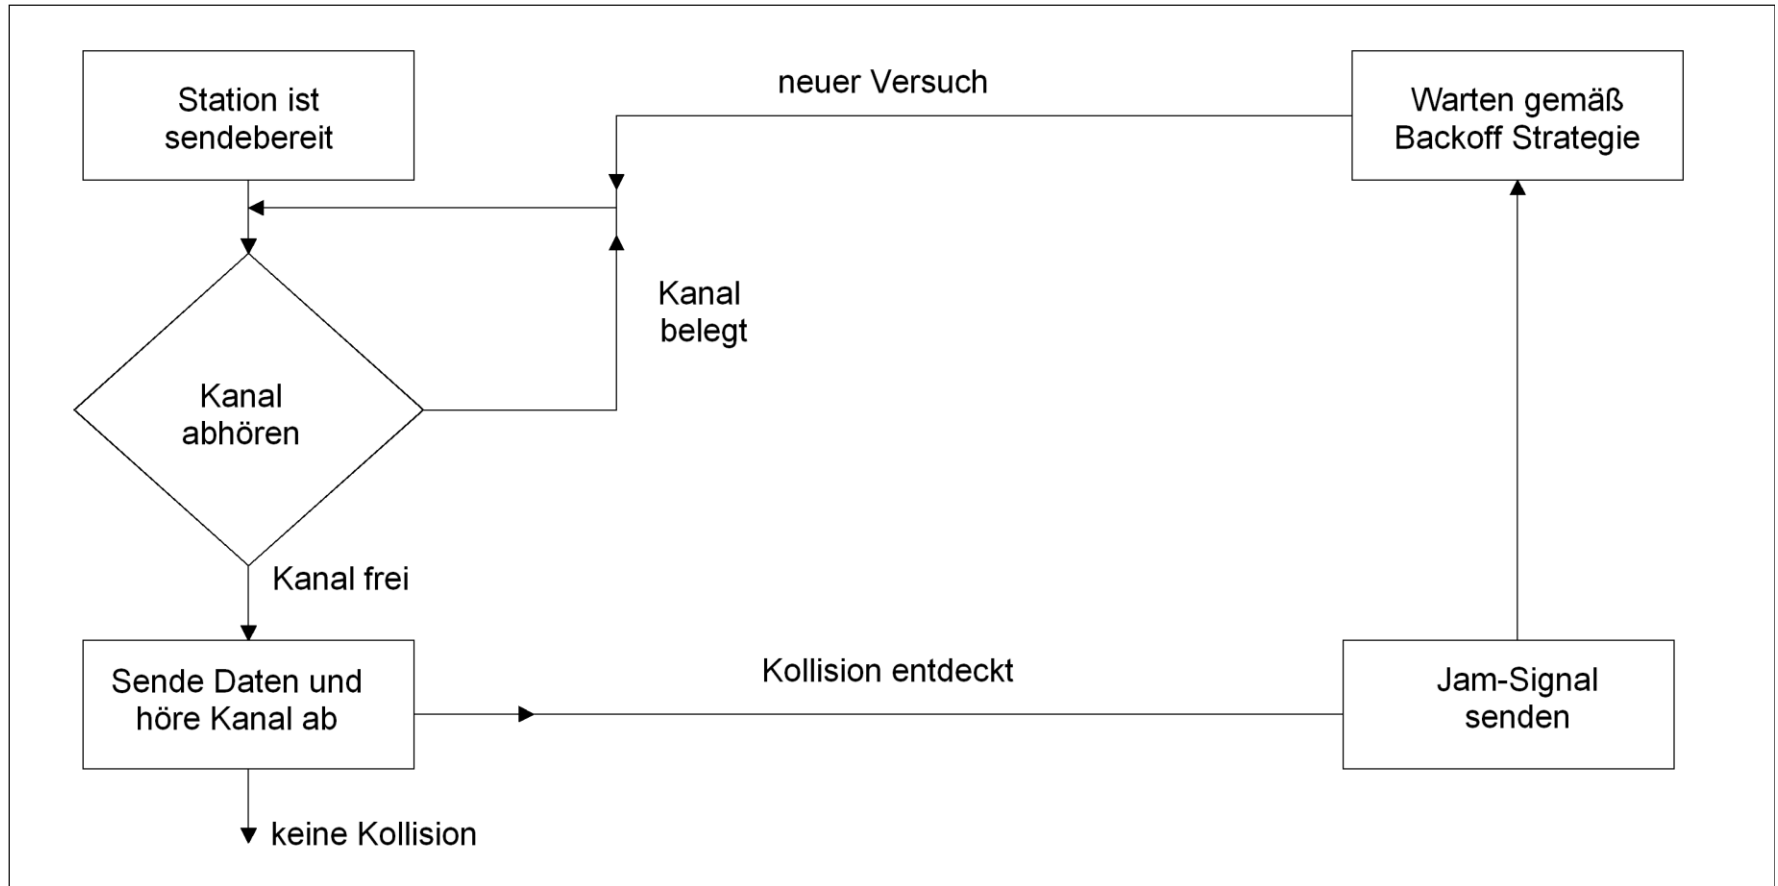 Station ist
sendebereit
neuer Versuch
Warten gemäß
Backoff Strategie
Kanal
belegt
Kanal
abhören
Kanal frei
Sende Daten und
höre Kanal ab
Kollision entdeckt
Jam-Signal
senden
keine Kollision